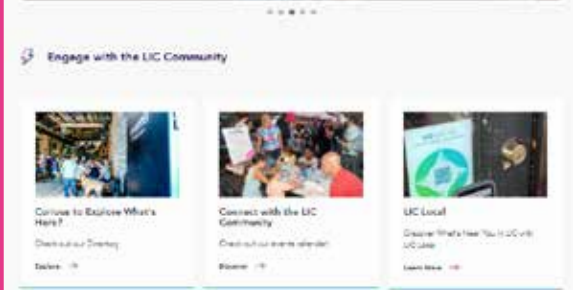 Engage with the LIC Community
Curious to Explore What's
Here?
Check out our Directory
Explore
Connect with the LIC
Community
Check out our events calendar!
Discover
LIC Local
Discover What's Near You in LIC with
LIC Local
Learn More